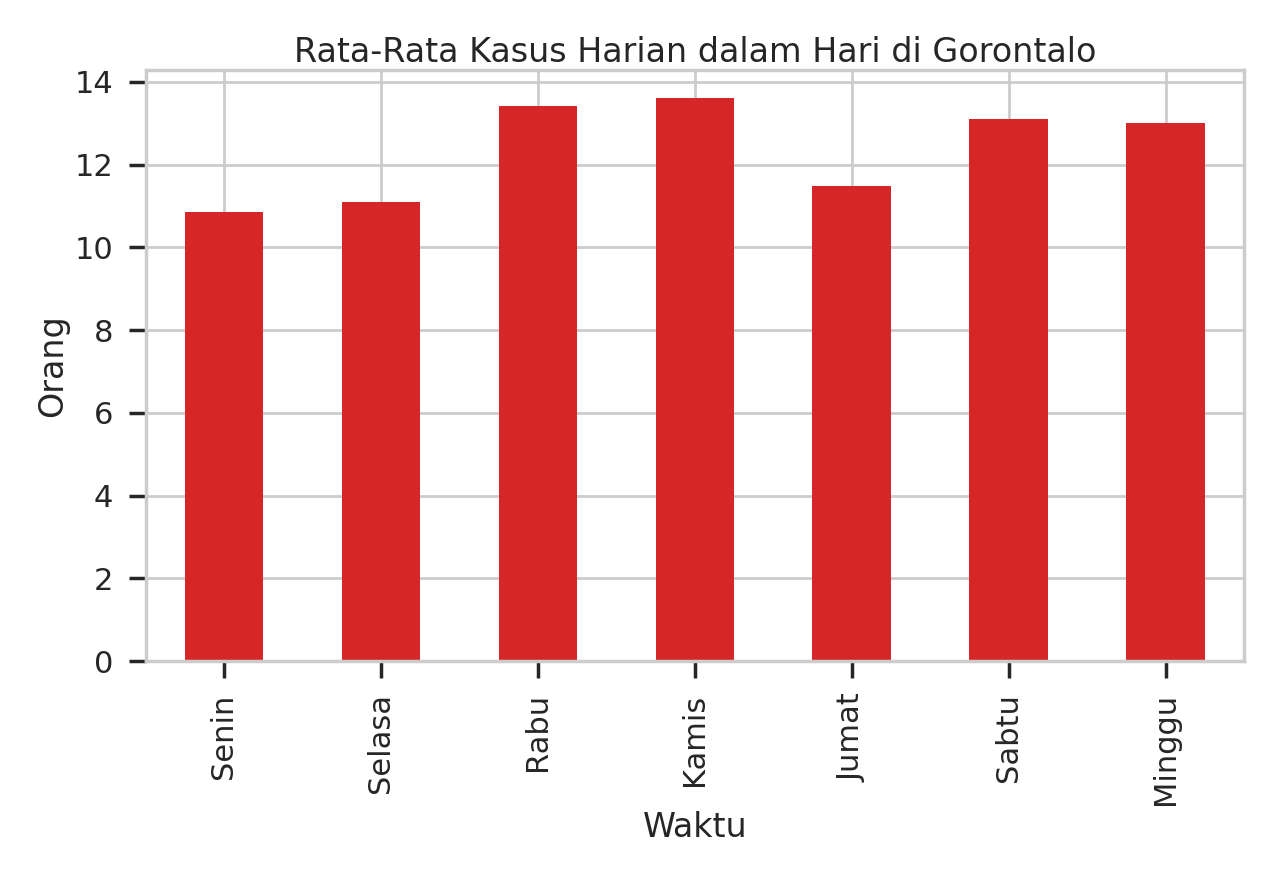 Rata-Rata Kasus Harian dalam Hari di Gorontalo
14
12
10
8
6
4
2
0
Orang
Senin
Selasa
Rabu
Kamis
Jumat
Sabtu
Minggu
Waktu